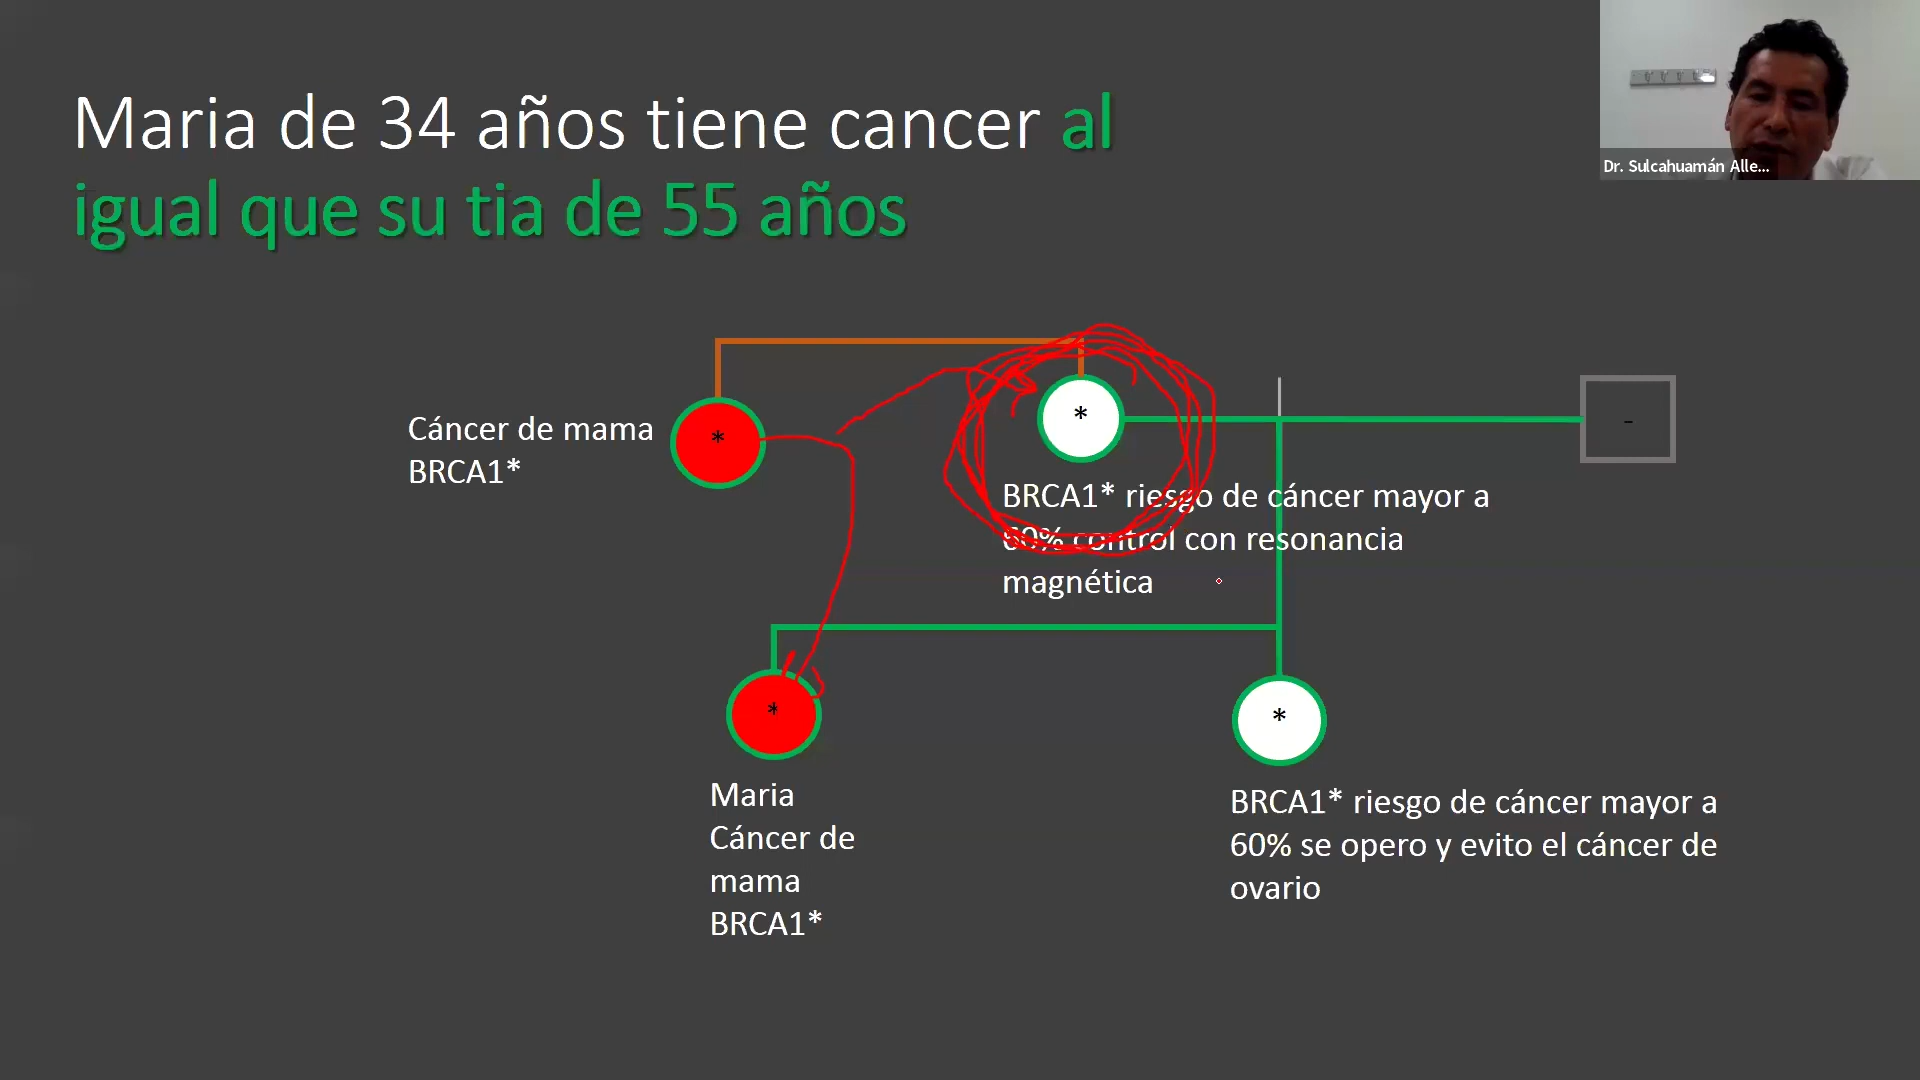 Maria de 34 años tiene cancer al
igual que su tia de 55 años
Dr. Sulcahuamán Alle...
Cáncer de mama
BRCA1*
*
*
-
BRCA1* riesgo de cáncer mayor a
60% control con resonancia
magnética
*
*
Maria
Cáncer de
mama
BRCA1*
BRCA1* riesgo de cáncer mayor a
60% se opero y evito el cáncer de
ovario